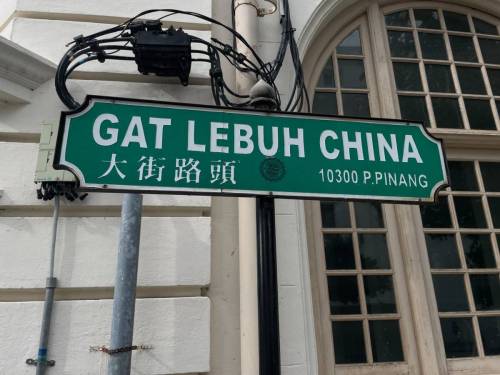 GAT LEBUH CHINA
大街路頭
10300 P.PINANG